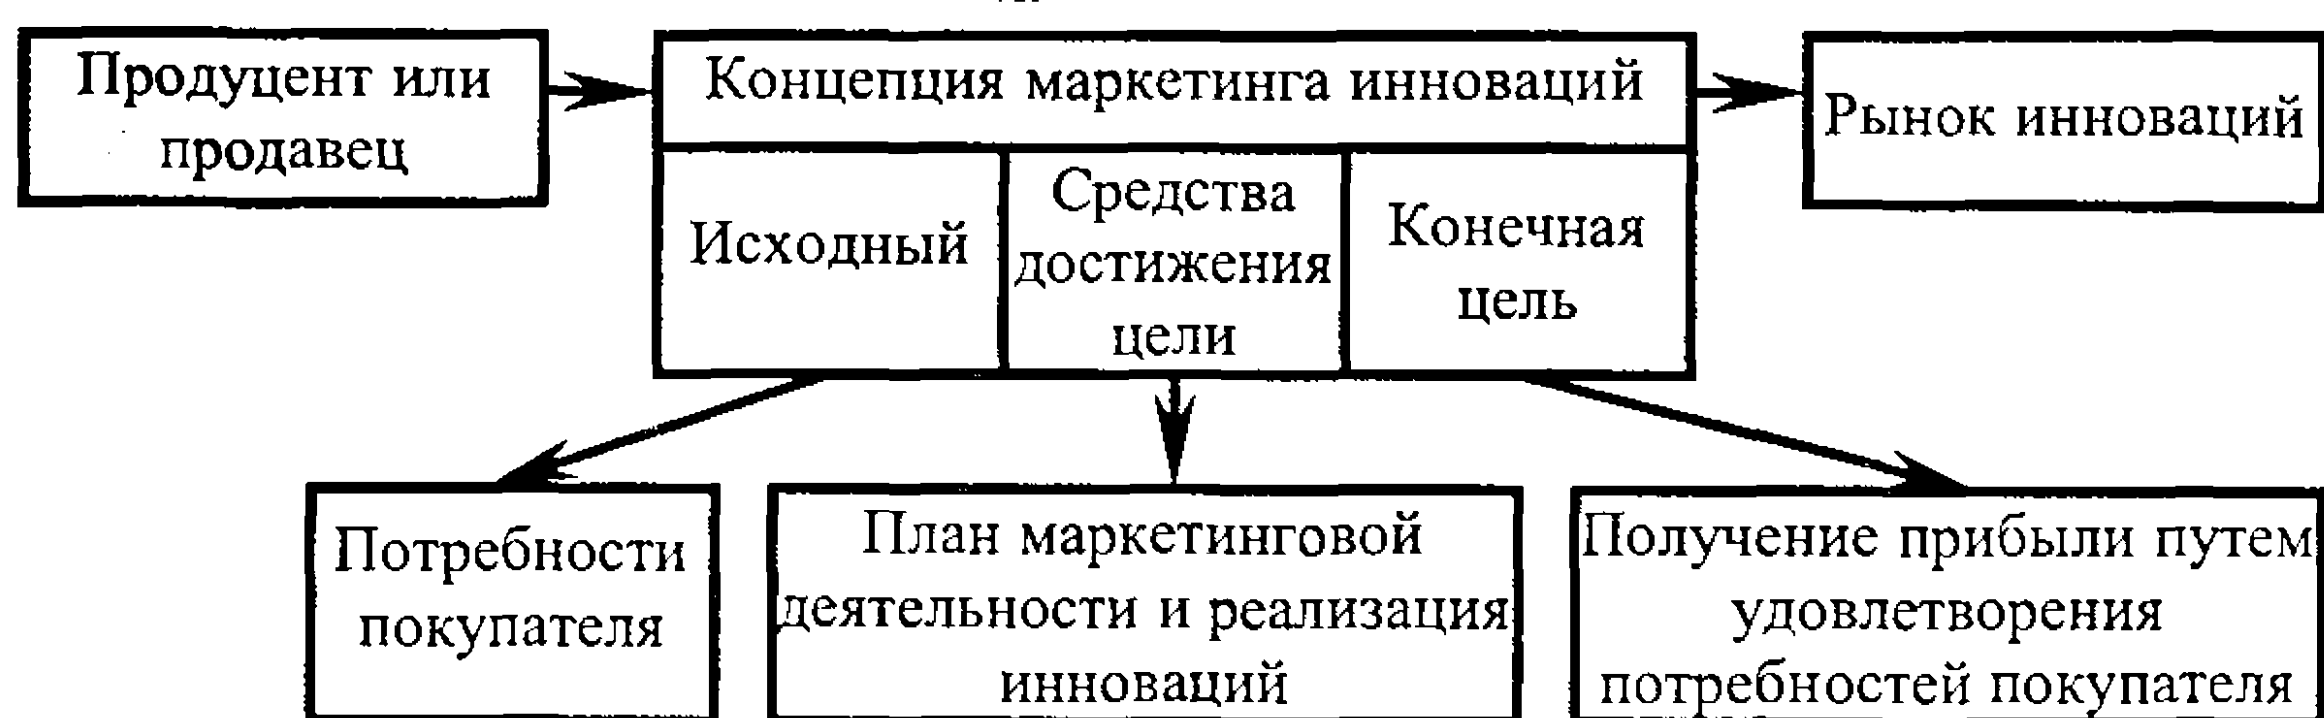 Продуцент или
продавец
Концепция маркетинга инноваций
Рынок инноваций
Исходный
Средства
достижения
цели
Конечная
цель
Потребности
покупателя
План маркетинговой
деятельности и реализация
инноваций
Получение прибыли путем
удовлетворения
потребностей покупателя